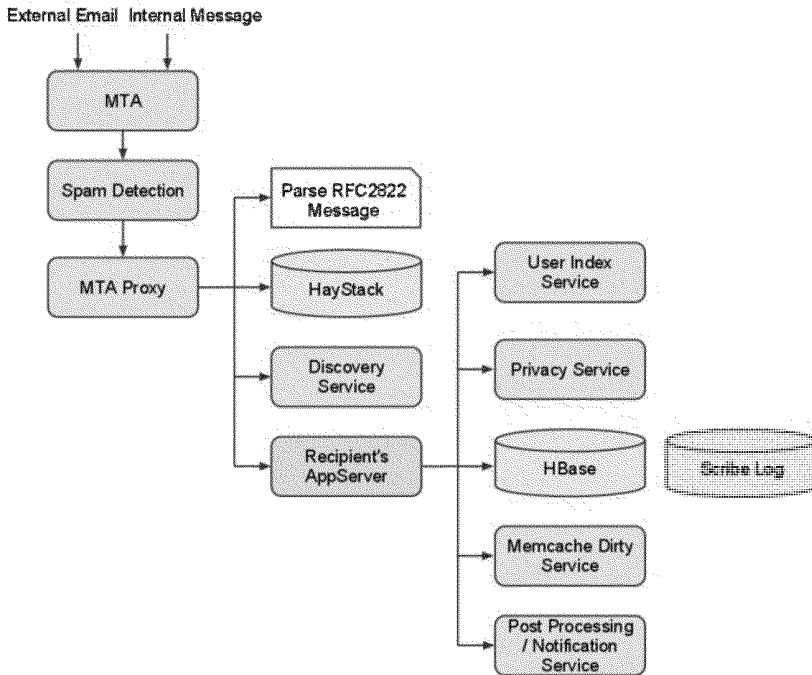 External Email Internal Message
MTA
Spam Detection
MTA Proxy
Parse RFC2822
Message
HayStack
Discovery
Service
Recipient's
AppServer
User Index
Service
Privacy Service
HBase
Scribe Log
Memcache Dirty
Service
Post Processing
/ Notification
Service